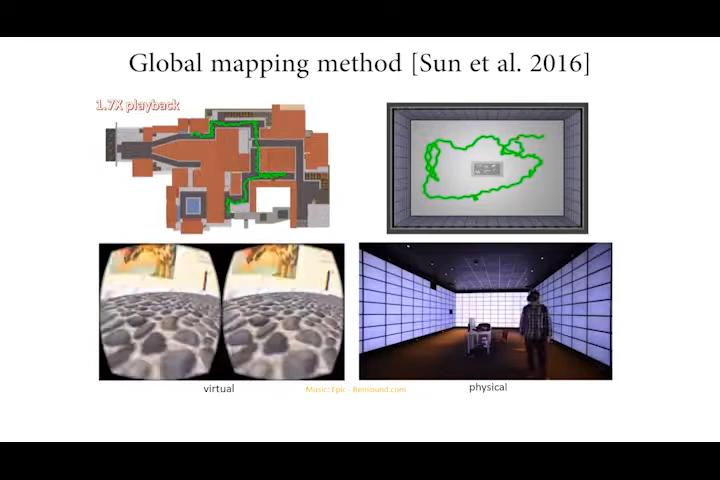 Global mapping method [Sun et al. 2016]
1.7X playback
virtual
Music: Epic - Bensound.com
physical